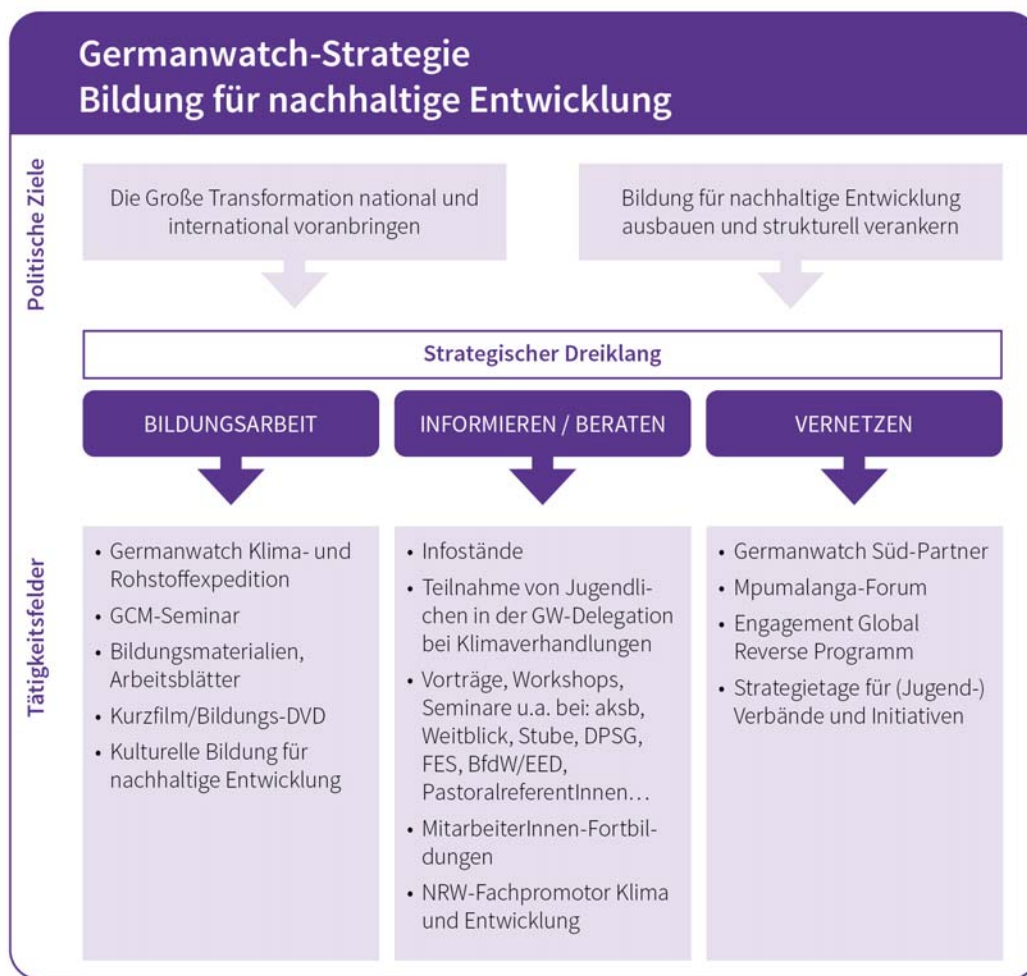 Germanwatch-Strategie
Bildung für nachhaltige Entwicklung
Politische Ziele
Die Große Transformation national und
international voranbringen
Bildung für nachhaltige Entwicklung
ausbauen und strukturell verankern
Strategischer Dreiklang
Tätigkeitsfelder
BILDUNGSARBEIT
• Germanwatch Klima- und
Rohstoffexpedition
• GCM-Seminar
• Bildungsmaterialien,
Arbeitsblätter
• Kurzfilm/Bildungs-DVD
• Kulturelle Bildung für
nachhaltige Entwicklung
INFORMIEREN / BERATEN
• Infostände
• Teilnahme von Jugendli-
chen in der GW-Delegation
bei Klimaverhandlungen
• Vorträge, Workshops,
Seminare u.a. bei: aksb,
Weitblick, Stube, DPSG,
FES, BfdW/EED,
PastoralreferentInnen…
• MitarbeiterInnen-Fortbil-
dungen
• NRW-Fachpromotor Klima
und Entwicklung
VERNETZEN
• Germanwatch Süd-Partner
• Mpumalanga-Forum
• Engagement Global
Reverse Programm
• Strategietage für (Jugend-)
Verbände und Initiativen